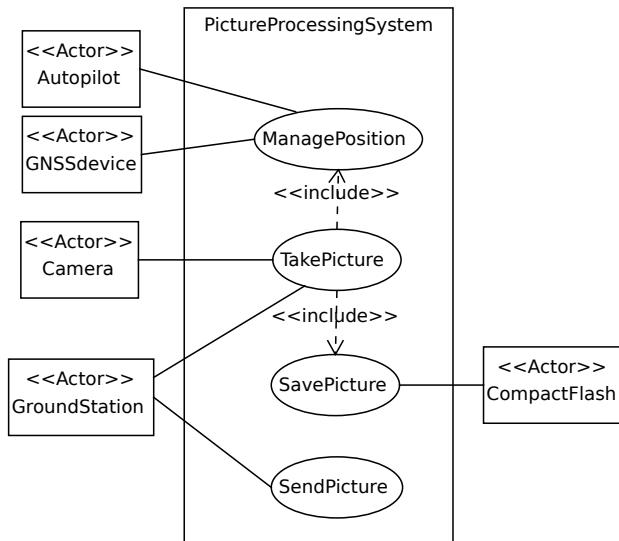 PictureProcessingSystem
<<Actor>>
Autopilot
<<Actor>>
GNSSdevice
ManagePosition
<<include>>
<<Actor>>
Camera
TakePicture
<<include>>
<<Actor>>
GroundStation
SavePicture
<<Actor>>
CompactFlash
SendPicture